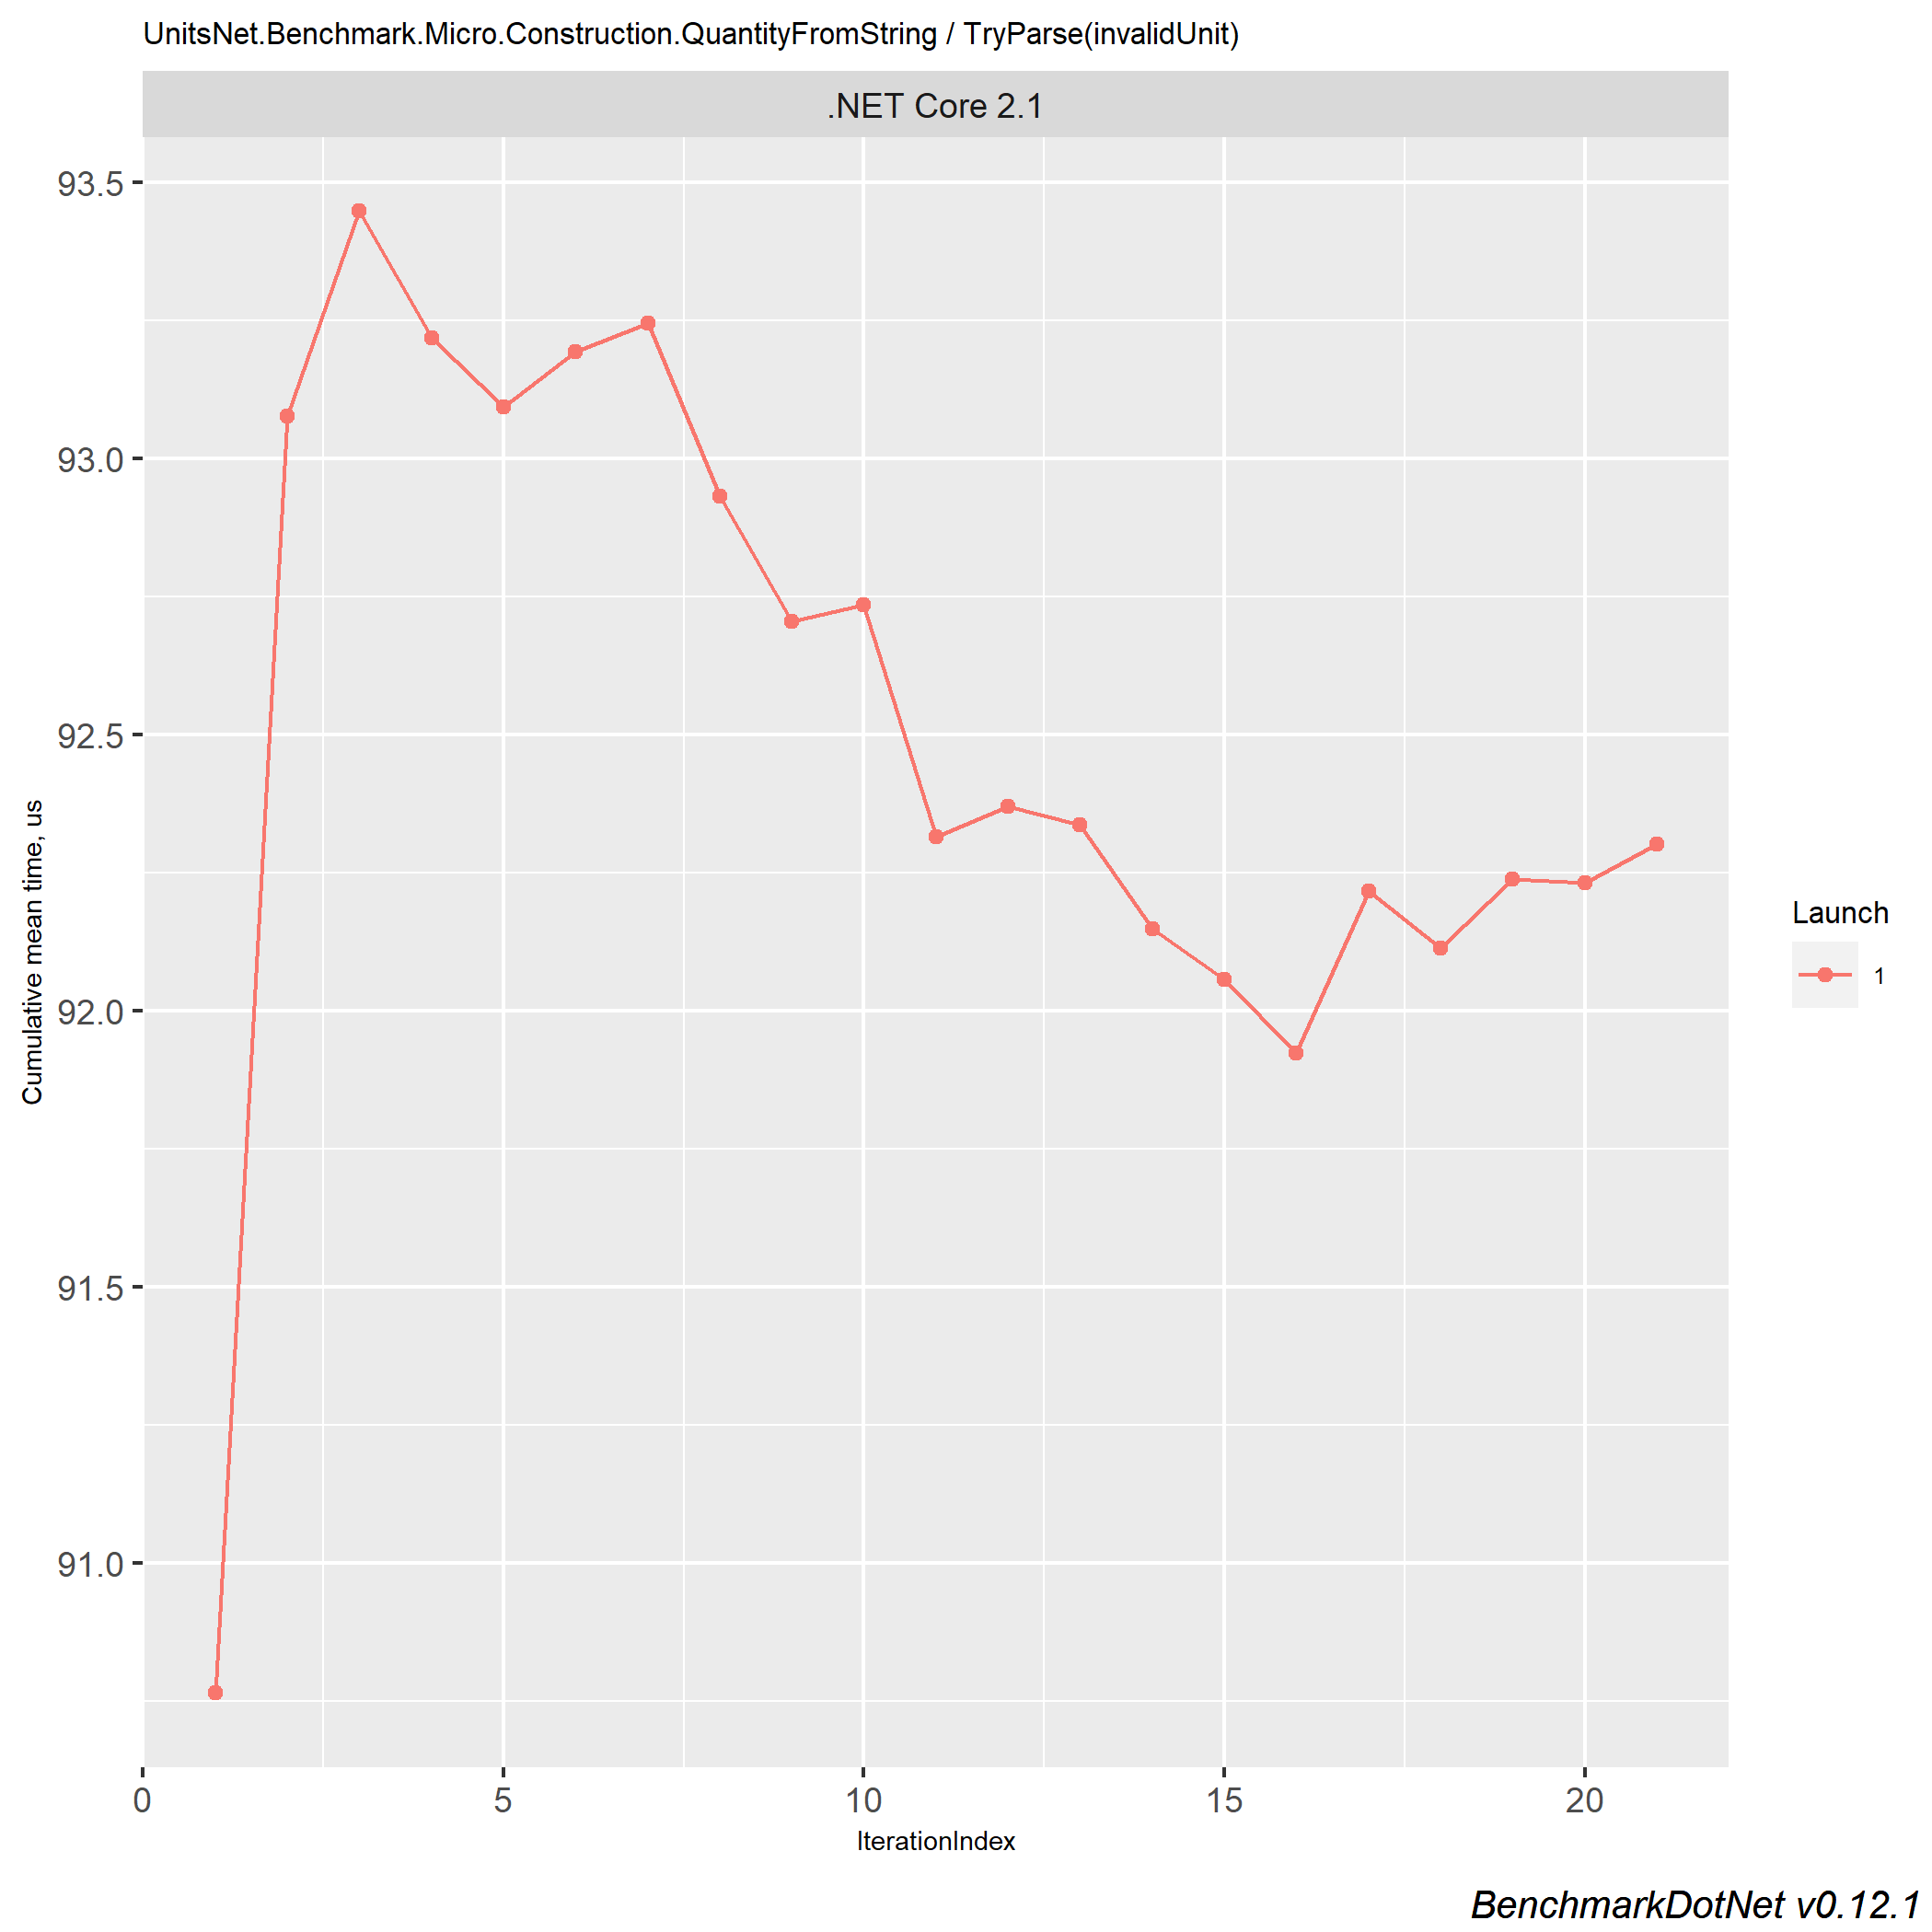 UnitsNet.Benchmark.Micro.Construction.QuantityFromString / TryParse(invalidUnit)
.NET Core 2.1
93.5
93.0
92.5
92.0
91.5
91.0
Cumulative mean time, us
0 5 10 15 20
IterationIndex
Launch
1
BenchmarkDotNet v0.12.1